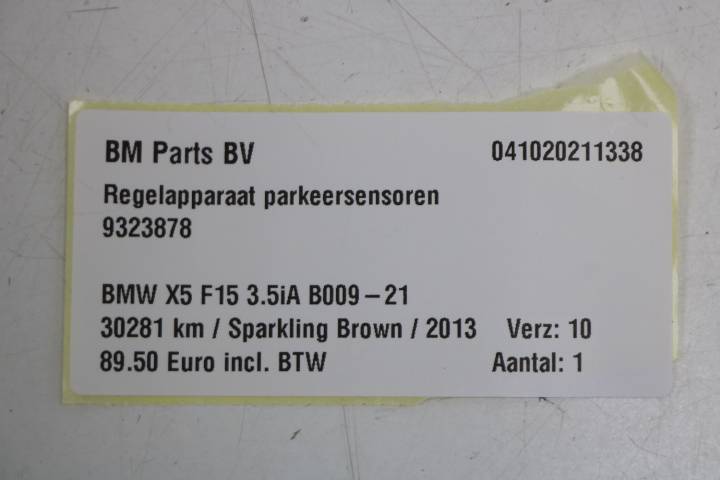 BM Parts BV 041020211338
Regelapparaat parkeersensoren
9323878
BMW X5 F15 3.5iA B009-21
30281 km / Sparkling Brown / 2013 Verz: 10
89.50 Euro incl. BTW Aantal: 1